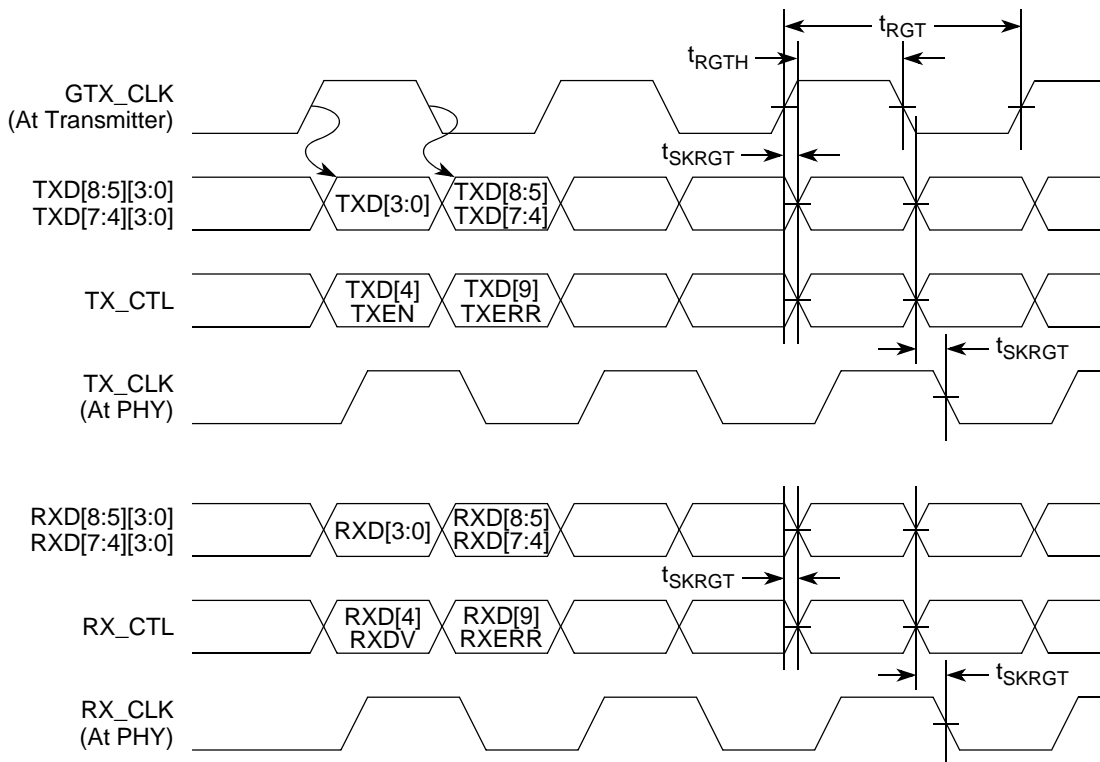 tRGT
tRGTH
GTX_CLK
(At Transmitter)
tSKRGT
TXD[8:5][3:0]
TXD[7:4][3:0]
TXD[3:0]
TXD[8:5]
TXD[7:4]
TX_CTL
TXD[4]
TXEN
TXD[9]
TXERR
tSKRGT
TX_CLK
(At PHY)
RXD[8:5][3:0]
RXD[7:4][3:0]
RXD[3:0]
RXD[8:5]
RXD[7:4]
tSKRGT
RX_CTL
RXD[4]
RXDV
RXD[9]
RXERR
tSKRGT
RX_CLK
(At PHY)